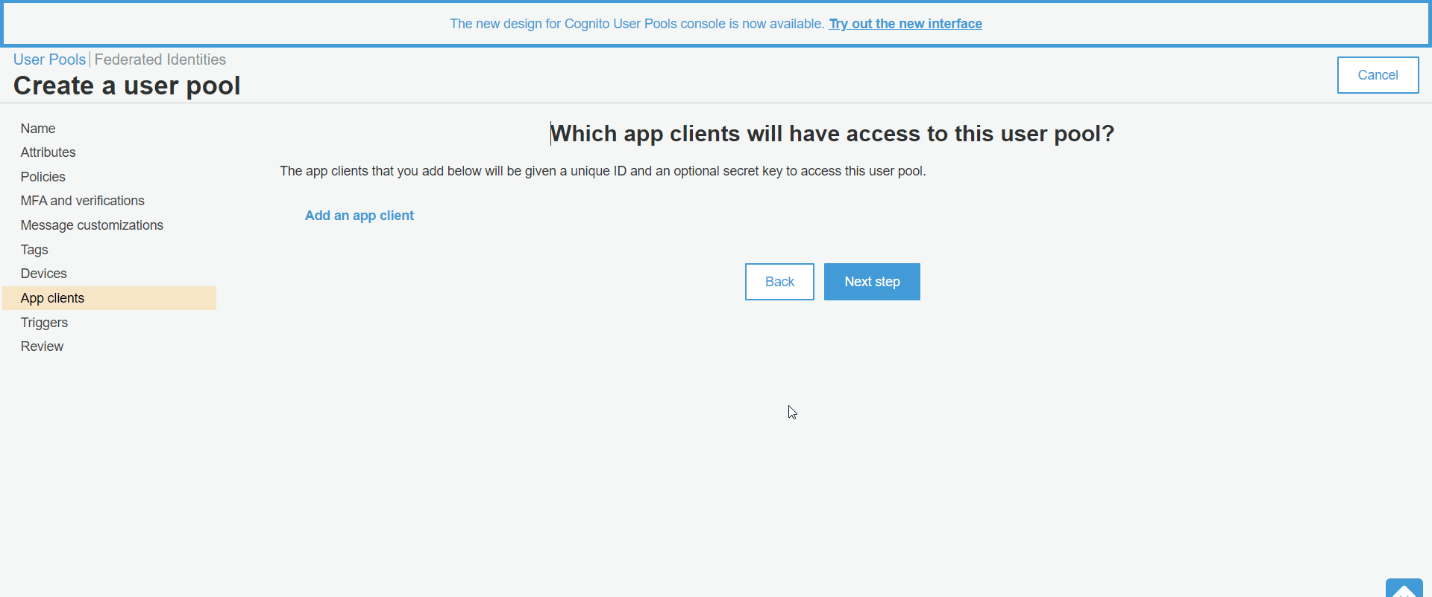 The new design for Cognito User Pools console is now available. Try out the new interface
User Pools | Federated Identities
Create a user pool
Cancel
Name
Attributes
Policies
MFA and verifications
Message customizations
Tags
Devices
App clients
Triggers
Review
Which app clients will have access to this user pool?
The app clients that you add below will be given a unique ID and an optional secret key to access this user pool.
Add an app client
Back
Next step